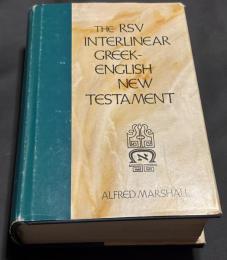 THE RSV
INTERLINEAR
GREEK-
ENGLISH
NEW
TESTAMENT
ALFRED MARSHALL